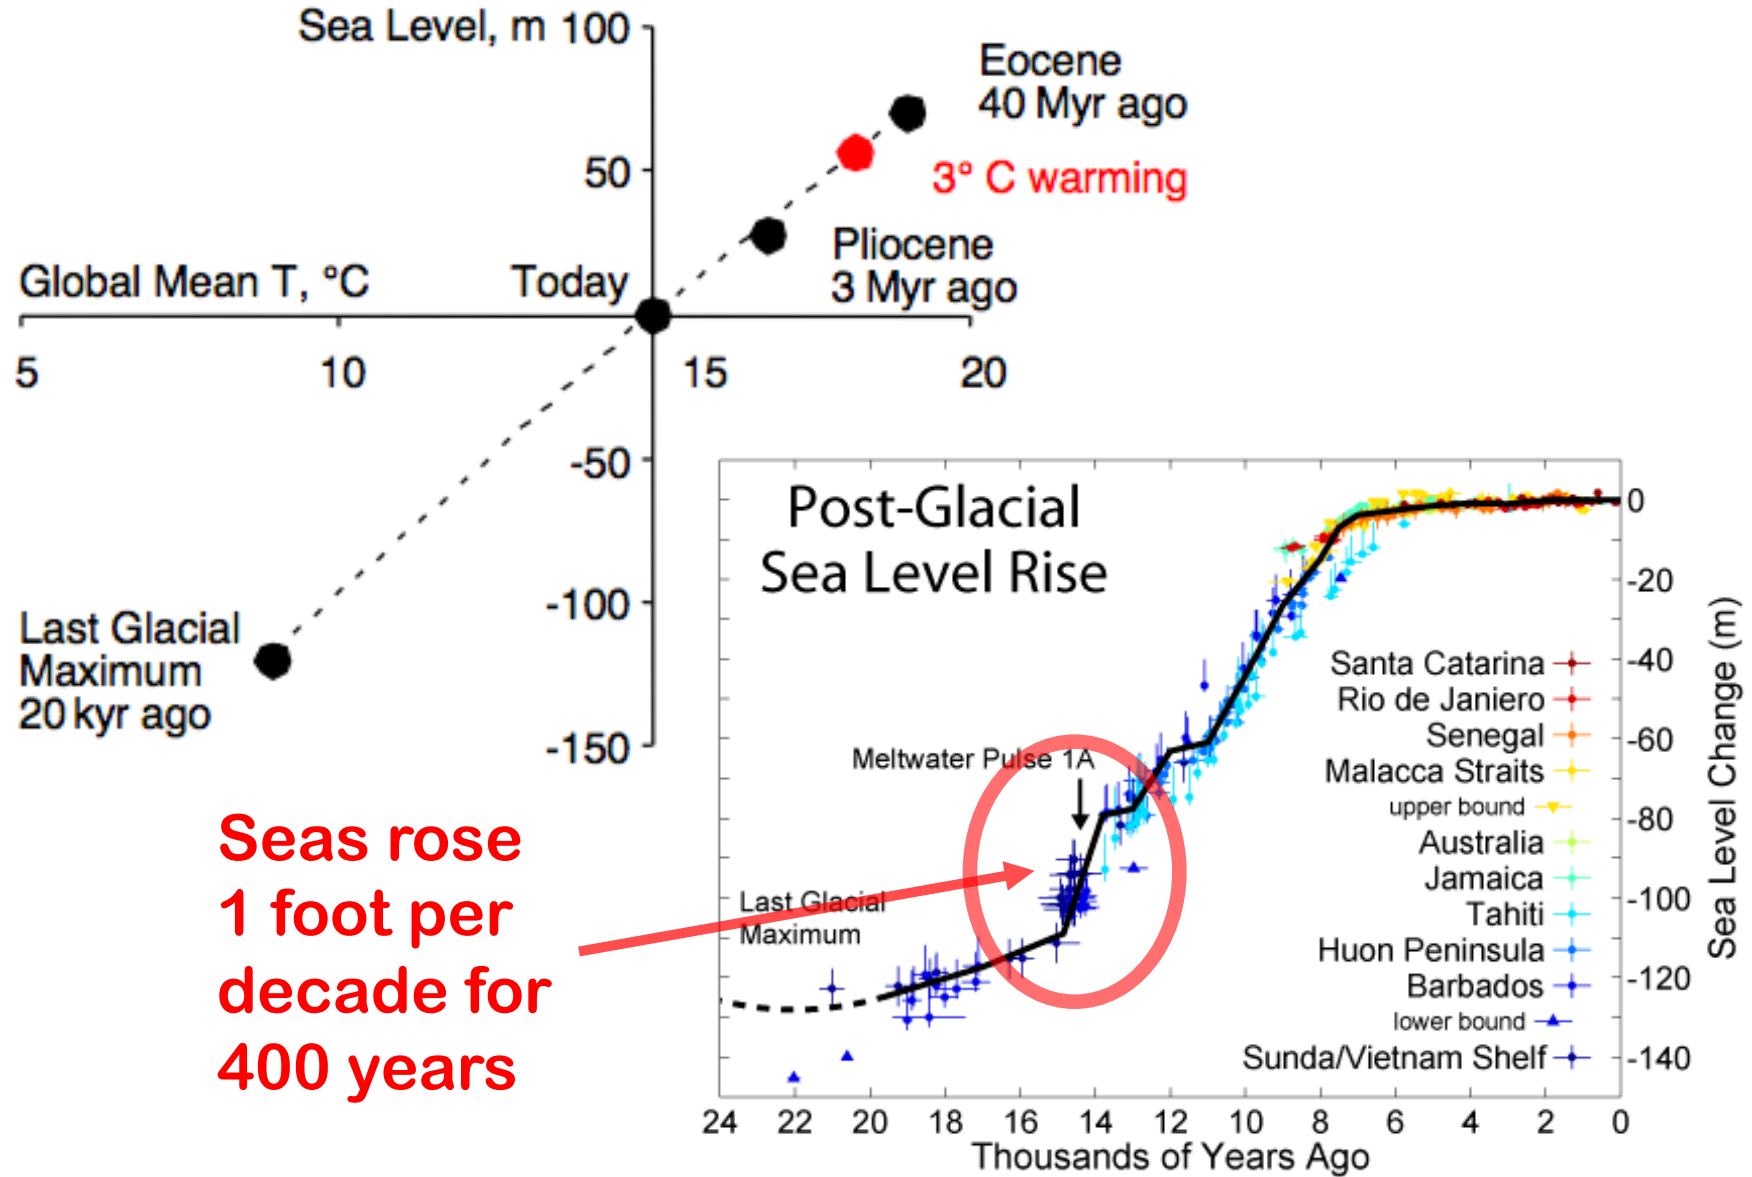 Sea Level, m 100
Eocene
40 Myr ago
50
3° C warming
Pliocene
3 Myr ago
Global Mean T, °C
Today
5
10
15
20
-50
-100
-150
Last Glacial
Maximum
20 kyr ago
Seas rose
1 foot per
decade for
400 years
Post-Glacial
Sea Level Rise
Meltwater Pulse 1A
Last Glacial
Maximum
Santa Catarina
Rio de Janiero
Senegal
Malacca Straits
upper bound
Australia
Jamaica
Tahiti
Huon Peninsula
Barbados
lower bound
Sunda/Vietnam Shelf
0
-20
-40
-60
-80
-100
-120
-140
Sea Level Change (m)
24 22 20 18 16 14 12 10 8 6 4 2 0
Thousands of Years Ago